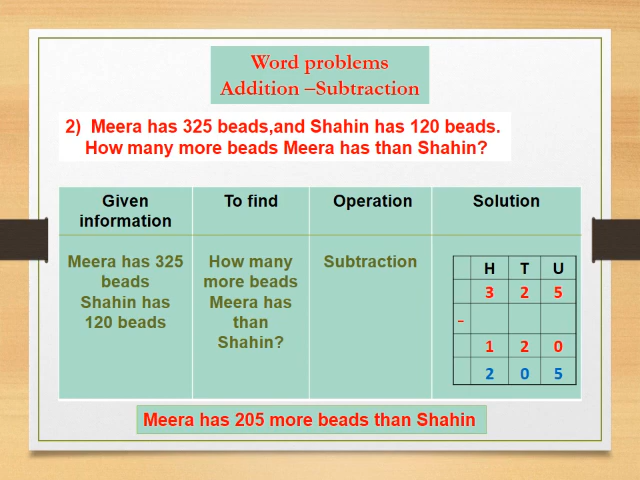 Word problems
Addition –Subtraction
2) Meera has 325 beads,and Shahin has 120 beads.
How many more beads Meera has than Shahin?
Given
information
To find
Operation
Solution
Meera has 325
beads
Shahin has
120 beads
How many
more beads
Meera has
than
Shahin?
Subtraction
H T U
3 2 5
-
1 2 0
2 0 5
Meera has 205 more beads than Shahin